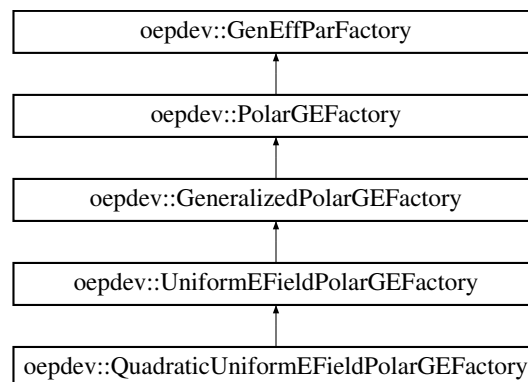 oepdev::GenEffParFactory
oepdev::PolarGEFactory
oepdev::GeneralizedPolarGEFactory
oepdev::UniformEFieldPolarGEFactory
oepdev::QuadraticUniformEFieldPolarGEFactory